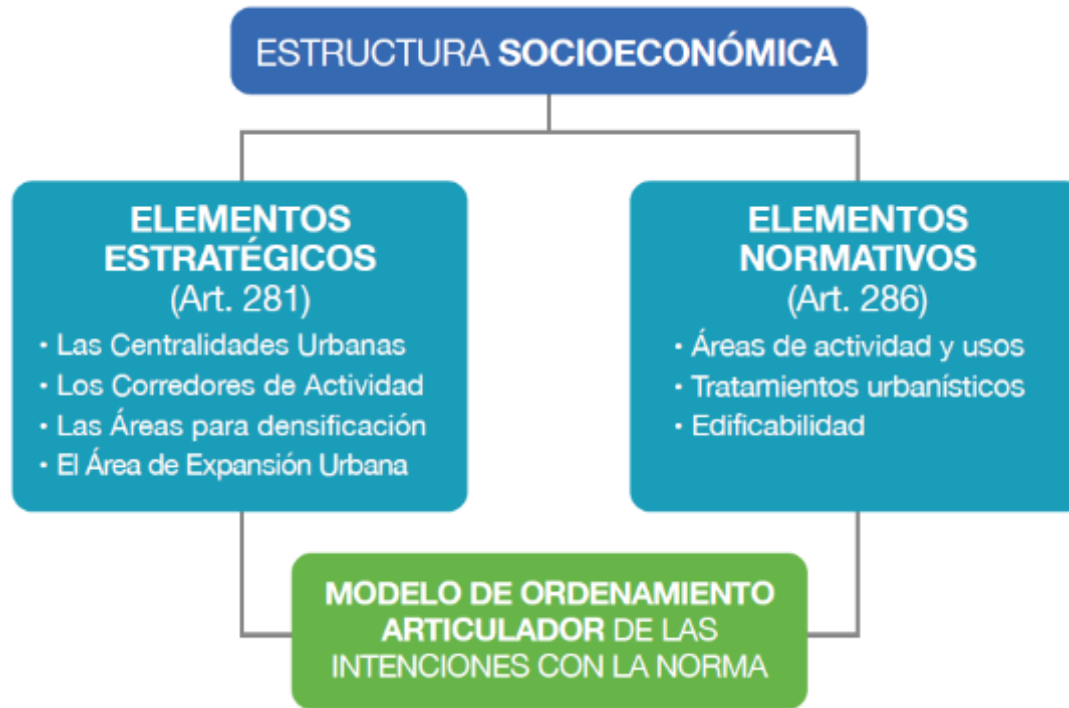 ESTRUCTURA SOCIOECONÓMICA
ELEMENTOS
ESTRATÉGICOS
(Art. 281)
• Las Centralidades Urbanas
• Los Corredores de Actividad
• Las Áreas para densificación
• El Área de Expansión Urbana
ELEMENTOS
NORMATIVOS
(Art. 286)
• Áreas de actividad y usos
• Tratamientos urbanísticos
• Edificabilidad
MODELO DE ORDENAMIENTO
ARTICULADOR DE LAS
INTENCIONES CON LA NORMA